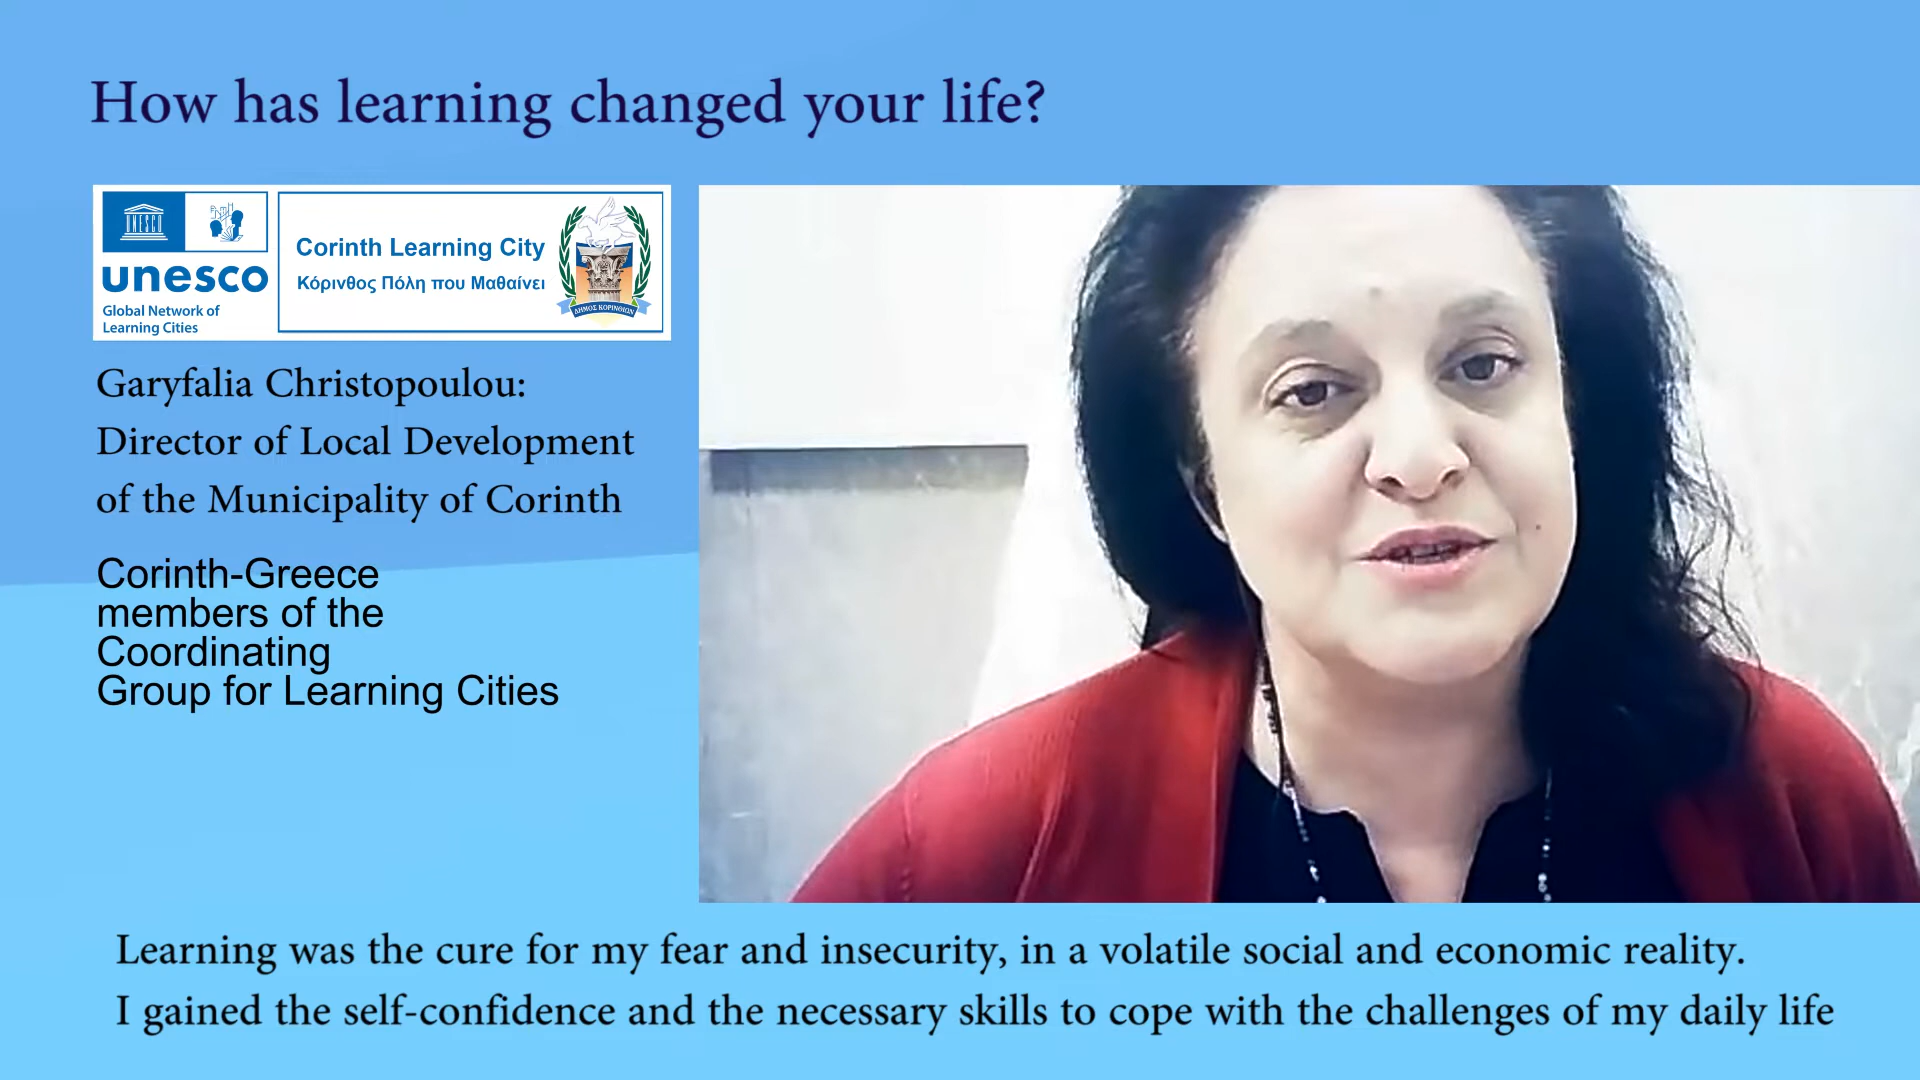 How has learning changed your life?
UNESCO
unesco
Global Network of
Learning Cities
Corinth Learning City
Κόρινθος Πόλη που Μαθαίνει
ΔΗΜΟΣ ΚΟΡΙΝΘΙΩΝ
Garyfalia Christopoulou:
Director of Local Development
of the Municipality of Corinth
Corinth-Greece
members of the
Coordinating
Group for Learning Cities
Learning was the cure for my fear and insecurity, in a volatile social and economic reality.
I gained the self-confidence and the necessary skills to cope with the challenges of my daily life